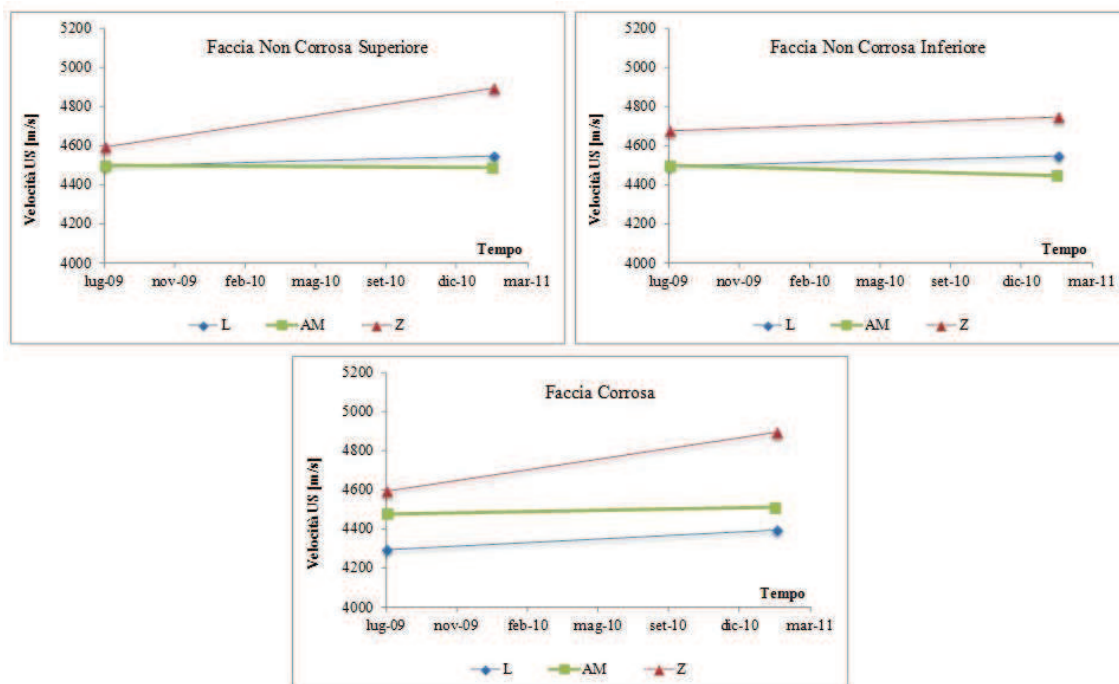 Faccia Non Corrosa Superiore
Velocità US [m/s]
5200
5000
4800
4600
4400
4200
4000
Tempo
lug-09 nov-09 feb-10 mag-10 set-10 dic-10 mar-11
L AM Z
Faccia Non Corrosa Inferiore
Velocità US [m/s]
5200
5000
4800
4600
4400
4200
4000
Tempo
lug-09 nov-09 feb-10 mag-10 set-10 dic-10 mar-11
L AM Z
Faccia Corrosa
Velocità US [m/s]
5200
5000
4800
4600
4400
4200
4000
Tempo
lug-09 nov-09 feb-10 mag-10 set-10 dic-10 mar-11
L AM Z